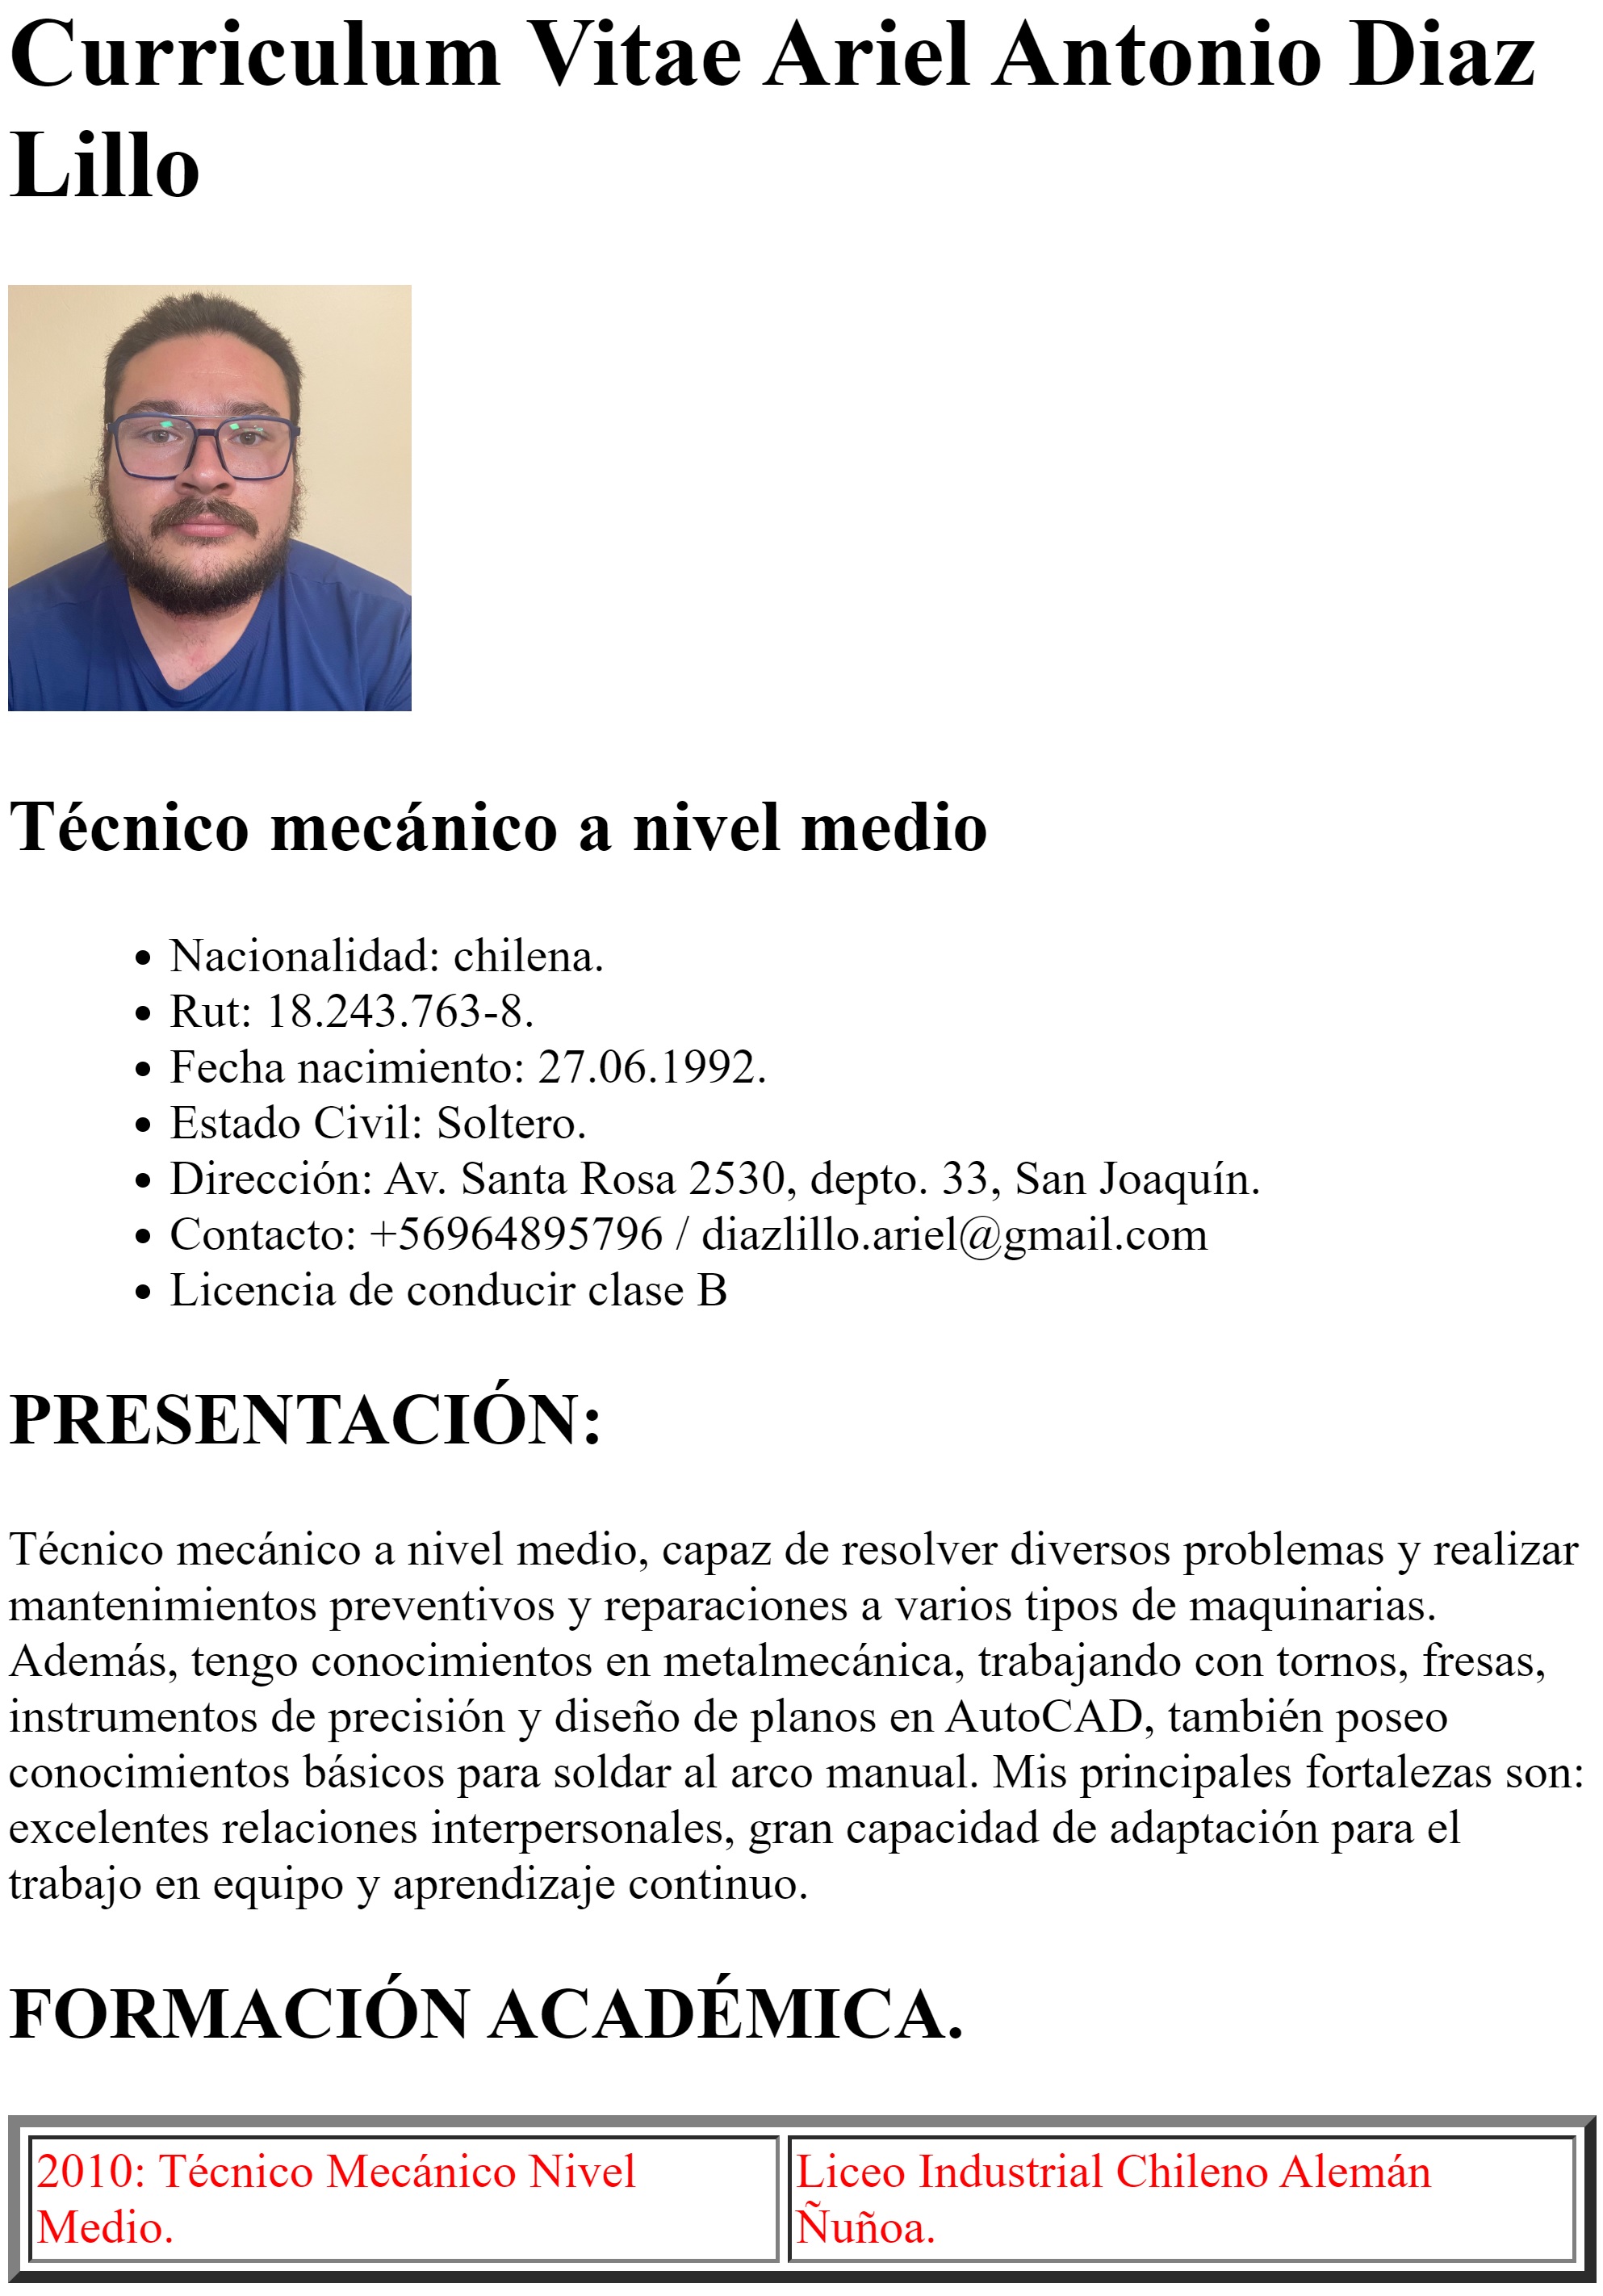 Curriculum Vitae Ariel Antonio Diaz
Lillo
Técnico mecánico a nivel medio
• Nacionalidad: chilena.
• Rut: 18.243.763-8.
• Fecha nacimiento: 27.06.1992.
• Estado Civil: Soltero.
• Dirección: Av. Santa Rosa 2530, depto. 33, San Joaquín.
• Contacto: +56964895796 / diazlillo.ariel@gmail.com
• Licencia de conducir clase B
PRESENTACIÓN:
Técnico mecánico a nivel medio, capaz de resolver diversos problemas y realizar
mantenimientos preventivos y reparaciones a varios tipos de maquinarias.
Además, tengo conocimientos en metalmecánica, trabajando con tornos, fresas,
instrumentos de precisión y diseño de planos en AutoCAD, también poseo
conocimientos básicos para soldar al arco manual. Mis principales fortalezas son:
excelentes relaciones interpersonales, gran capacidad de adaptación para el
trabajo en equipo y aprendizaje continuo.
FORMACIÓN ACADÉMICA.
2010: Técnico Mecánico Nivel
Medio.
Liceo Industrial Chileno Alemán
Ñuñoa.